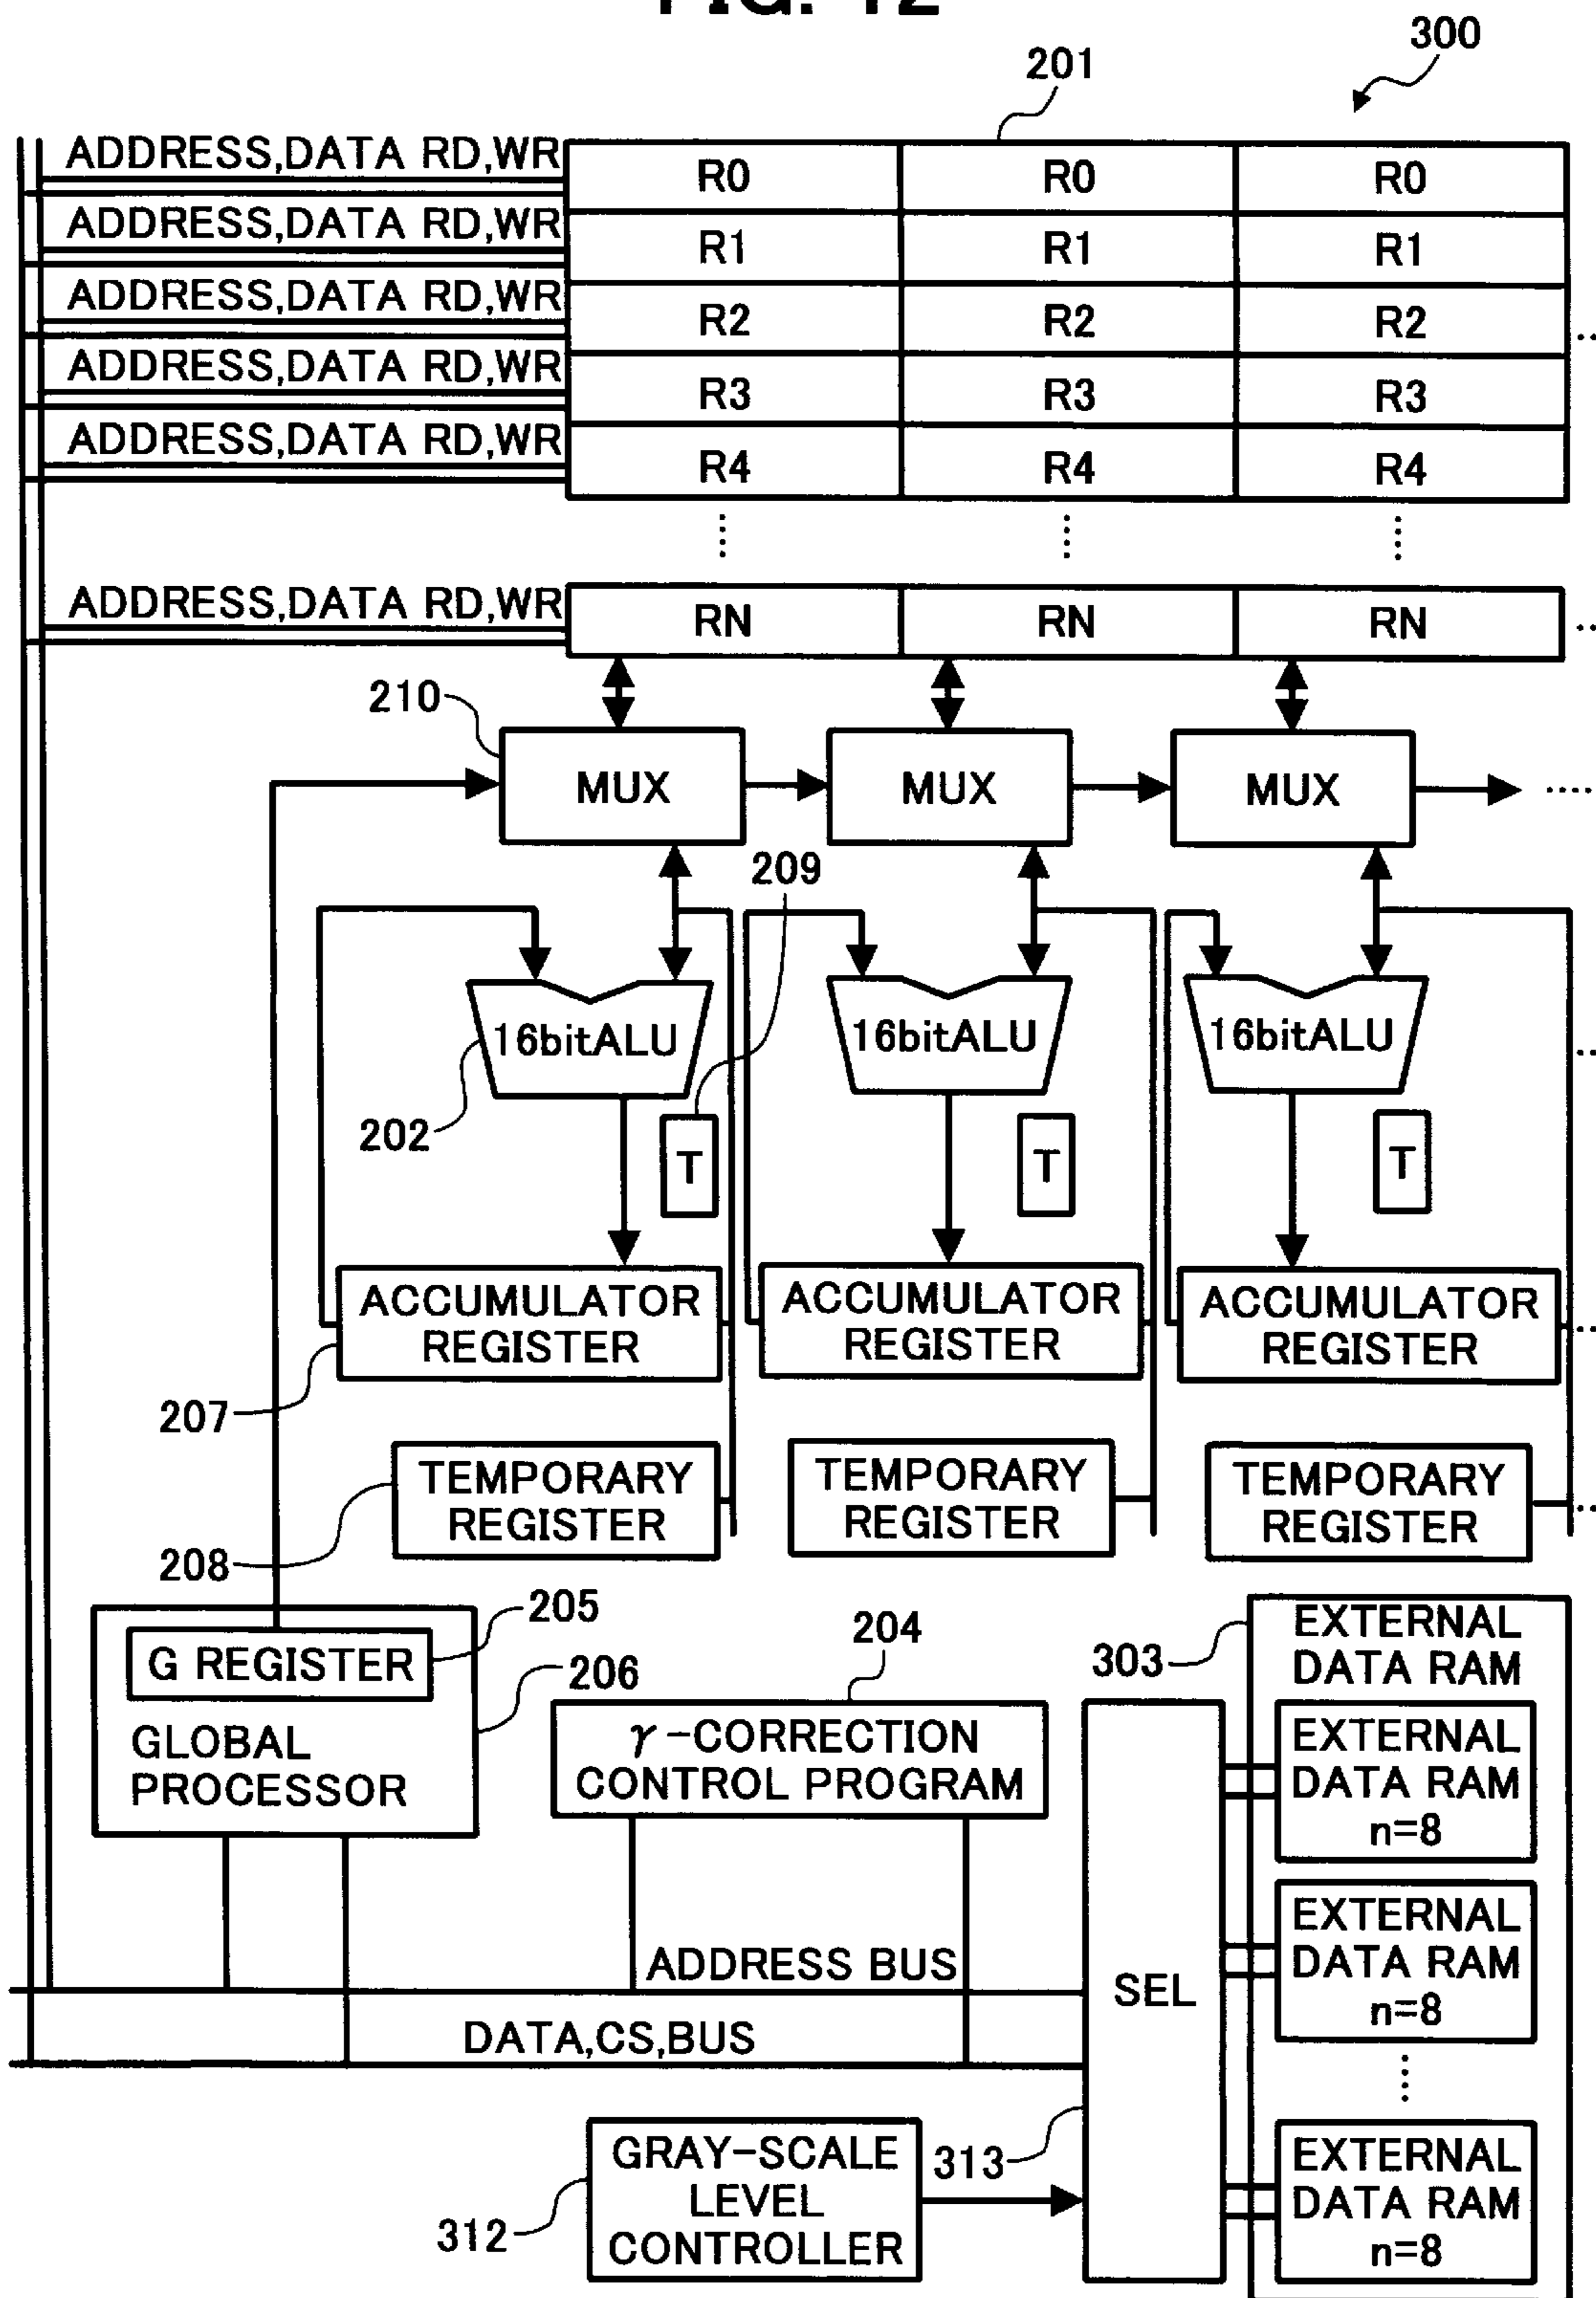 FIG. 12
300
201
ADDRESS,DATA RD,WR
R0 R0 R0
ADDRESS,DATA RD,WR
R1 R1 R1
ADDRESS,DATA RD,WR
R2 R2 R2
ADDRESS,DATA RD,WR
R3 R3 R3
ADDRESS,DATA RD,WR
R4 R4 R4
ADDRESS,DATA RD,WR
RN RN RN
210
MUX MUX MUX
209
16bitALU 16bitALU 16bitALU
202
T T T
ACCUMULATOR
REGISTER
ACCUMULATOR
REGISTER
ACCUMULATOR
REGISTER
207
TEMPORARY
REGISTER
TEMPORARY
REGISTER
TEMPORARY
REGISTER
208
205
G REGISTER
206
GLOBAL
PROCESSOR
204
γ-CORRECTION
CONTROL PROGRAM
303
EXTERNAL
DATA RAM
EXTERNAL
DATA RAM
n=8
EXTERNAL
DATA RAM
n=8
EXTERNAL
DATA RAM
n=8
SEL
ADDRESS BUS
DATA,CS,BUS
313
GRAY-SCALE
LEVEL
CONTROLLER
312